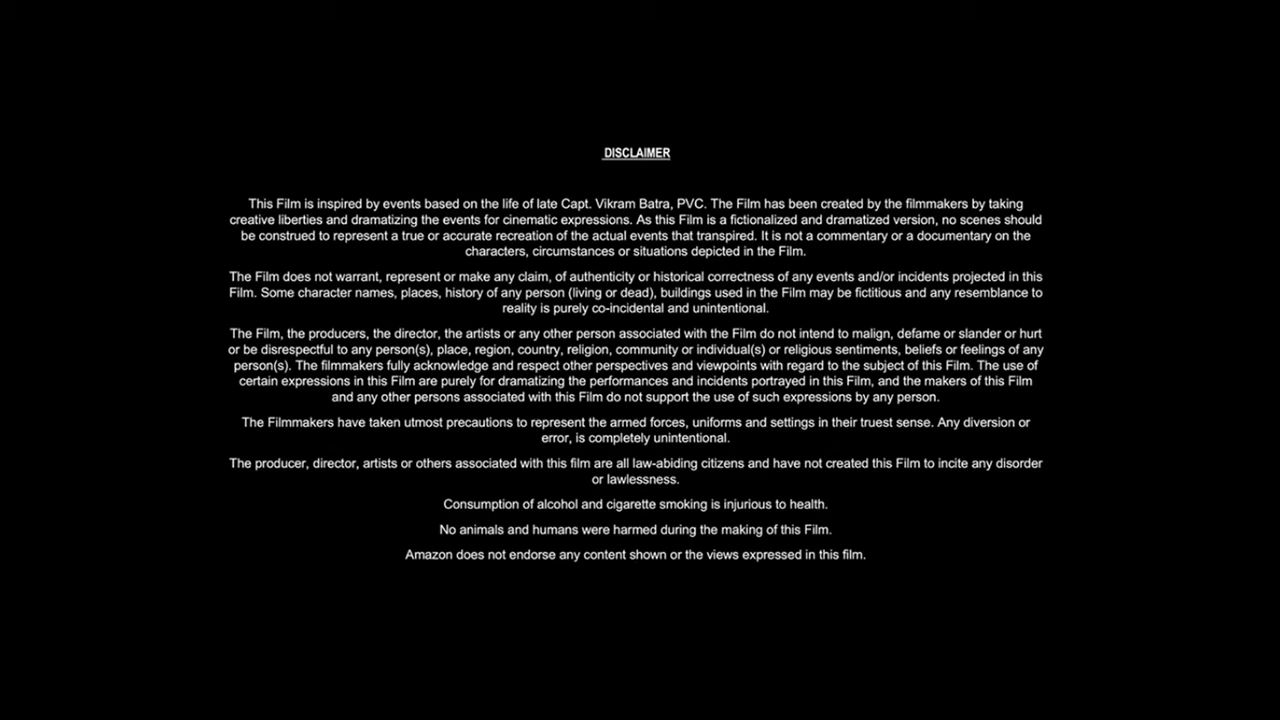 DISCLAIMER
This Film is inspired by events based on the life of late Capt. Vikram Batra, PVC. The Film has been created by the filmmakers by taking
creative liberties and dramatizing the events for cinematic expressions. As this Film is a fictionalized and dramatized version, no scenes should
be construed to represent a true or accurate recreation of the actual events that transpired. It is not a commentary or a documentary on the
characters, circumstances or situations depicted in the Film.
The Film does not warrant, represent or make any claim, of authenticity or historical correctness of any events and/or incidents projected in this
Film. Some character names, places, history of any person (living or dead), buildings used in the Film may be fictitious and any resemblance to
reality is purely co-incidental and unintentional.
The Film, the producers, the director, the artists or any other person associated with the Film do not intend to malign, defame or slander or hurt
or be disrespectful to any person(s), place, region, country, religion, community or individual(s) or religious sentiments, beliefs or feelings of any
person(s). The filmmakers fully acknowledge and respect other perspectives and viewpoints with regard to the subject of this Film. The use of
certain expressions in this Film are purely for dramatizing the performances and incidents portrayed in this Film, and the makers of this Film
and any other persons associated with this Film do not support the use of such expressions by any person.
The Filmmakers have taken utmost precautions to represent the armed forces, uniforms and settings in their truest sense. Any diversion or
error, is completely unintentional.
The producer, director, artists or others associated with this film are all law-abiding citizens and have not created this Film to incite any disorder
or lawlessness.
Consumption of alcohol and cigarette smoking is injurious to health.
No animals and humans were harmed during the making of this Film.
Amazon does not endorse any content shown or the views expressed in this film.